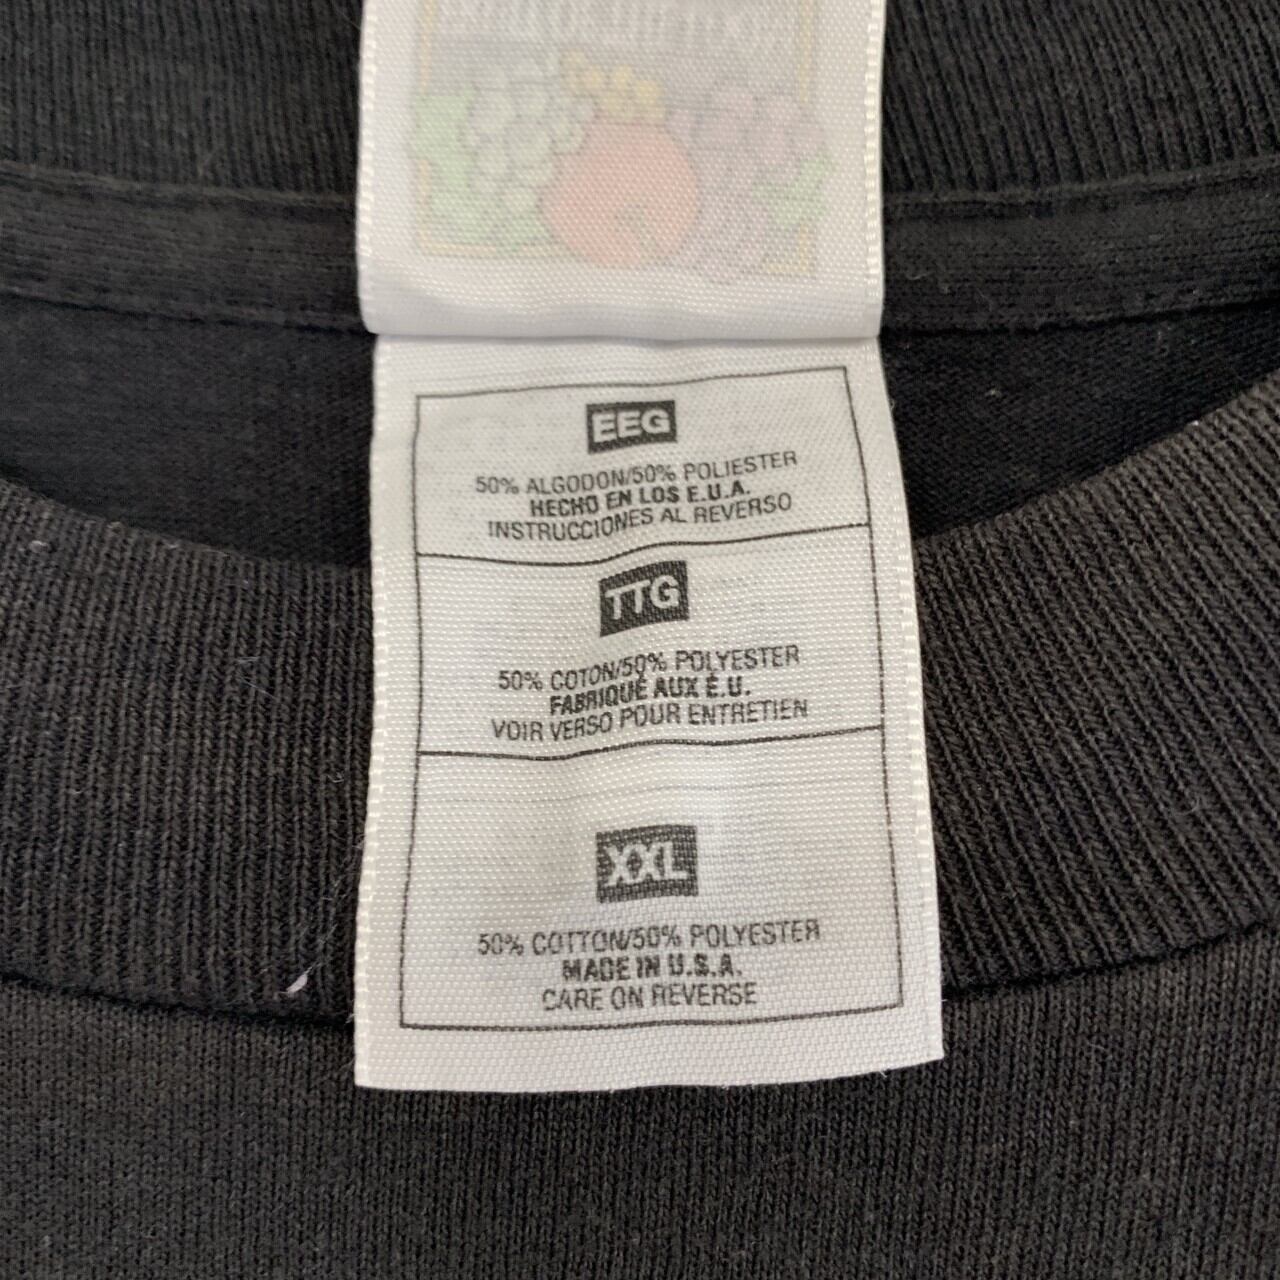 EEG
50% ALGODON/50% POLIESTER
HECHO EN LOS E.U.A.
INSTRUCCIONES AL REVERSO
TTG
50% COTON/50% POLYESTER
FABRIQUÉ AUX É.U.
VOIR VERSO POUR ENTRETIEN
XXL
50% COTTON/50% POLYESTER
MADE IN U.S.A.
CARE ON REVERSE